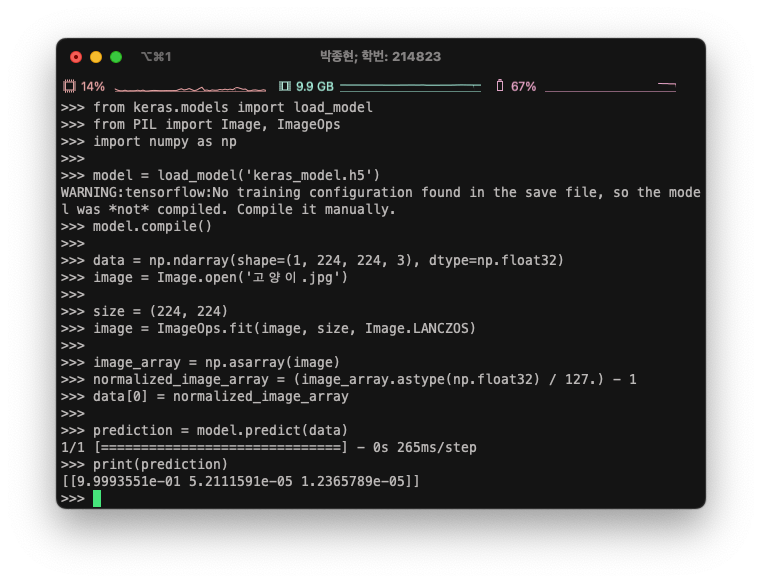 ⌥⌘1 박종현; 학번: 214823
14% 9.9 GB 67%
>>> from keras.models import load_model
>>> from PIL import Image, ImageOps
>>> import numpy as np
>>>
>>> model = load_model('keras_model.h5')
WARNING:tensorflow:No training configuration found in the save file, so the mode
l was *not* compiled. Compile it manually.
>>> model.compile()
>>>
>>> data = np.ndarray(shape=(1, 224, 224, 3), dtype=np.float32)
>>> image = Image.open('고양이.jpg')
>>>
>>> size = (224, 224)
>>> image = ImageOps.fit(image, size, Image.LANCZOS)
>>>
>>> image_array = np.asarray(image)
>>> normalized_image_array = (image_array.astype(np.float32) / 127.) - 1
>>> data[0] = normalized_image_array
>>>
>>> prediction = model.predict(data)
1/1 [==============================] - 0s 265ms/step
>>> print(prediction)
[[9.9993551e-01 5.2111591e-05 1.2365789e-05]]
>>>